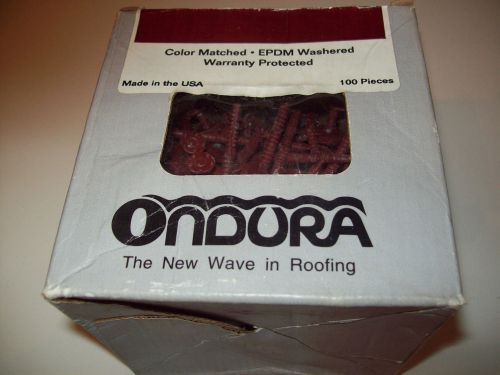 Color Matched • EPDM Washered
Warranty Protected
Made in the USA 100 Pieces
ONDURA
The New Wave in Roofing